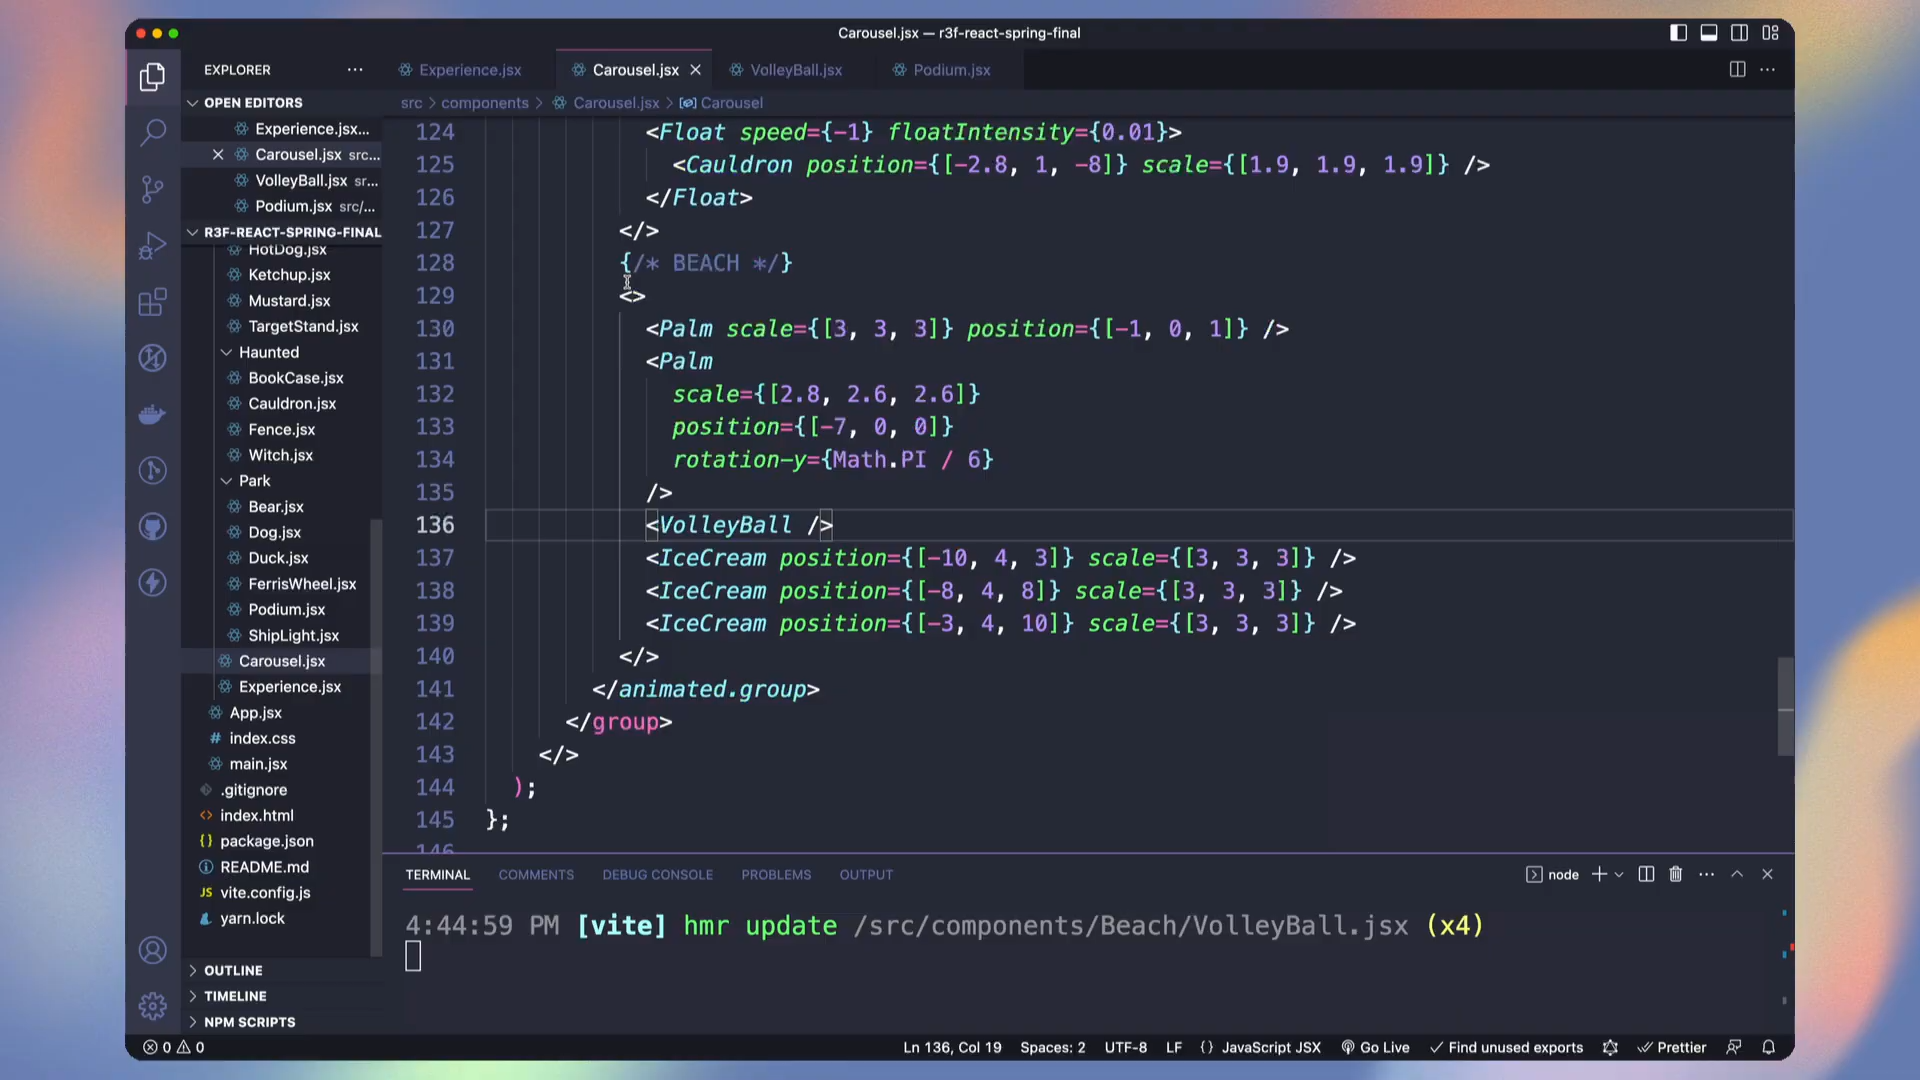 Carousel.jsx — r3f-react-spring-final
EXPLORER
OPEN EDITORS
Experience.jsx...
Carousel.jsx src...
VolleyBall.jsx sr...
Podium.jsx src/...
R3F-REACT-SPRING-FINAL
HotDog.jsx
Ketchup.jsx
Mustard.jsx
TargetStand.jsx
Haunted
BookCase.jsx
Cauldron.jsx
Fence.jsx
Witch.jsx
Park
Bear.jsx
Dog.jsx
Duck.jsx
FerrisWheel.jsx
Podium.jsx
ShipLight.jsx
Carousel.jsx
Experience.jsx
App.jsx
# index.css
main.jsx
.gitignore
<> index.html
{} package.json
README.md
JS vite.config.js
yarn.lock
OUTLINE
TIMELINE
NPM SCRIPTS
Experience.jsx Carousel.jsx VolleyBall.jsx Podium.jsx
src > components > Carousel.jsx > Carousel
124 <Float speed={-1} floatIntensity={0.01}>
125 <Cauldron position={[-2.8, 1, -8]} scale={[1.9, 1.9, 1.9]} />
126 </Float>
127 </>
128 {/* BEACH */}
129 <>
130 <Palm scale={[3, 3, 3]} position={[-1, 0, 1]} />
131 <Palm
132 scale={[2.8, 2.6, 2.6]}
133 position={[-7, 0, 0]}
134 rotation-y={Math.PI / 6}
135 />
136 <VolleyBall />
137 <IceCream position={[-10, 4, 3]} scale={[3, 3, 3]} />
138 <IceCream position={[-8, 4, 8]} scale={[3, 3, 3]} />
139 <IceCream position={[-3, 4, 10]} scale={[3, 3, 3]} />
140 </>
141 </animated.group>
142 </group>
143 </>
144 );
145 };
146
TERMINAL COMMENTS DEBUG CONSOLE PROBLEMS OUTPUT node
4:44:59 PM [vite] hmr update /src/components/Beach/VolleyBall.jsx (x4)
0 0 Ln 136, Col 19 Spaces: 2 UTF-8 LF {} JavaScript JSX Go Live Find unused exports Prettier